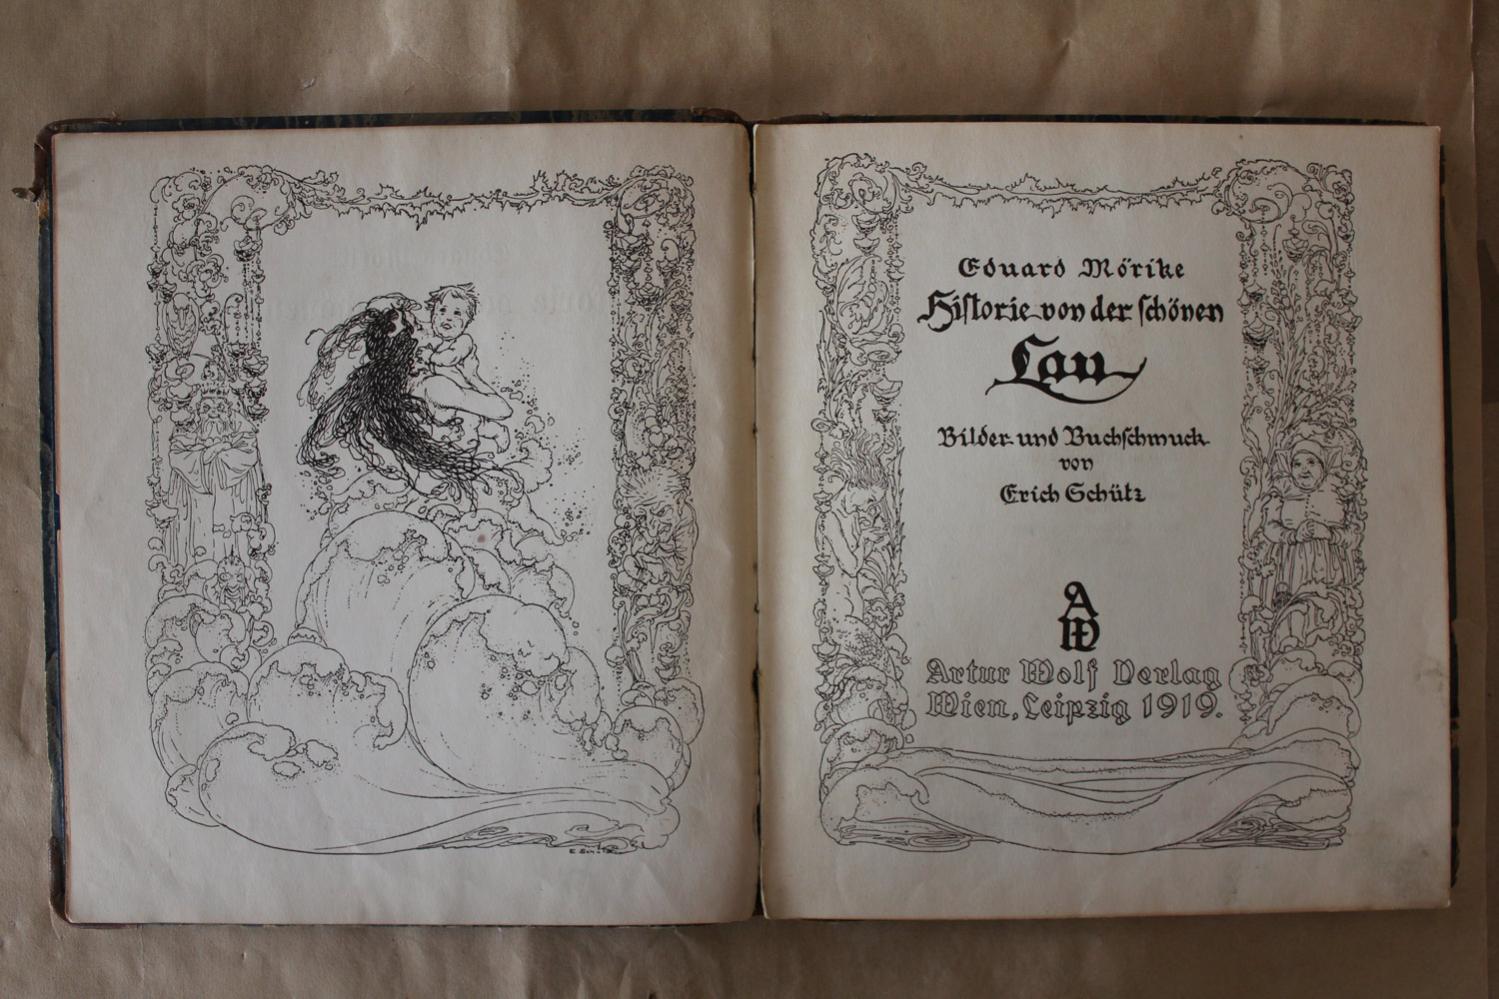 Eduard Mörike
Historie von der schönen
Lau
Bilder und Buchschmuck
von
Erich Schütz
AW
Artur Wolf Verlag
Wien, Leipzig 1919.